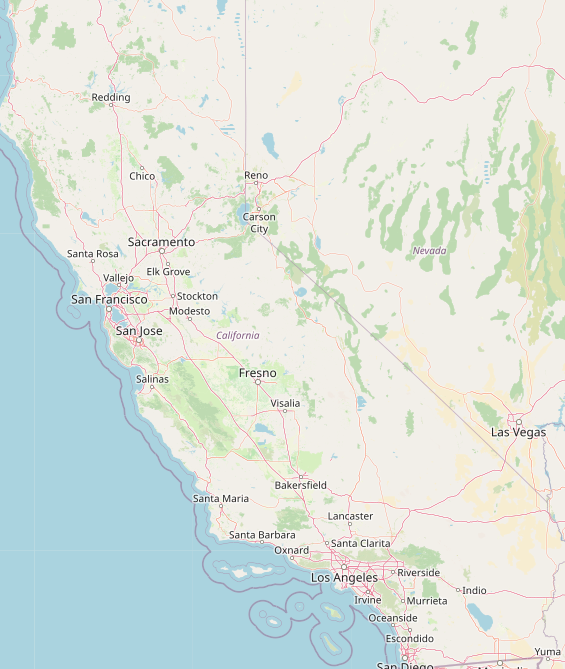 Redding
Chico
Reno
Carson
City
Sacramento
Nevada
Santa Rosa
Elk Grove
Vallejo
Stockton
San Francisco
Modesto
San Jose
California
Fresno
Salinas
Visalia
Las Vegas
Bakersfield
Santa Maria
Lancaster
Santa Barbara
Santa Clarita
Oxnard
Riverside
Los Angeles
Indio
Irvine
Murrieta
Oceanside
Escondido
Yuma
San Diego